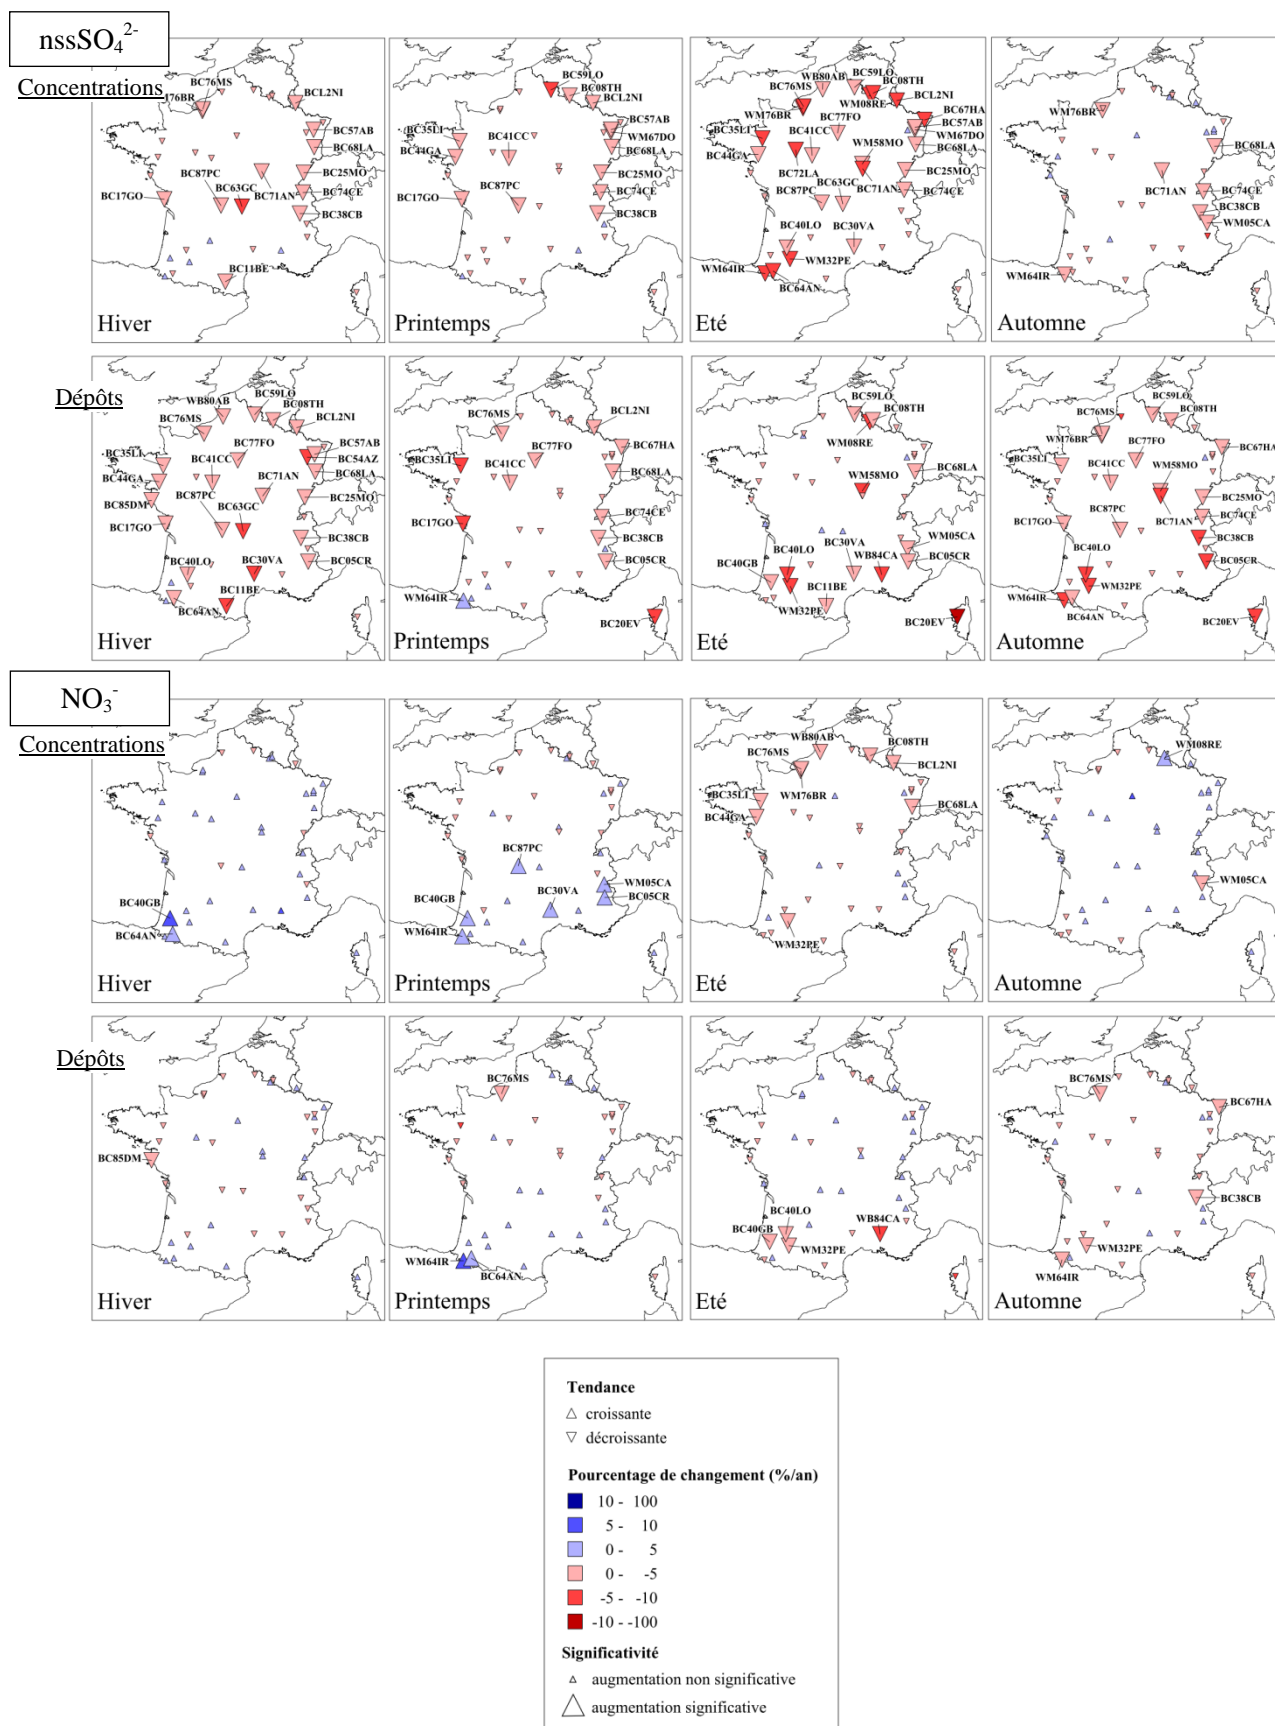 nssSO₄²⁻
Concentrations
BC76MS
76BR
BCL2NI
BC57AB
BC68LA
BC87PC
BC63GC
BC25MO
BC17GO
BC71AN
BC74CE
BC38CB
BC11BE
Hiver
BC59LO
BC08TH
BCL2NI
BC57AB
BC35LI
BC41CC
WM67DO
BC44GA
BC68LA
BC25MO
BC87PC
BC17GO
BC74CE
BC38CB
Printemps
BC59LO
WB80AB
BC08TH
BC76MS
BCL2NI
WM08RE
WM76BR
BC67HA
BC77FO
BC57AB
BC35LI
BC41CC
WM67DO
WM58MO
BC68LA
BC44GA
BC72LA
BC25MO
BC63GC
BC71AN
BC87PC
BC74CE
BC40LO
BC30VA
WM32PE
WM64IR
BC64AN
Eté
WM76BR
BC68LA
BC71AN
BC74CE
BC38CB
WM05CA
WM64IR
Automne
Dépôts
BC59LO
WB80AB
BC08TH
BC76MS
BCL2NI
BC77FO
BC57AB
BC35LI
BC41CC
BC54AZ
BC71AN
BC68LA
BC44GA
BC87PC
BC25MO
BC85DM
BC63GC
BC17GO
BC38CB
BC40LO
BC30VA
BC05CR
BC11BE
BC64AN
Hiver
BC76MS
BCL2NI
BC77FO
BC67HA
BC35LI
BC41CC
BC68LA
BC17GO
BC74CE
BC38CB
BC05CR
WM64IR
BC20EV
Printemps
BC59LO
BC08TH
WM08RE
WM58MO
BC68LA
BC30VA
WM05CA
BC40LO
WB84CA
BC05CR
BC40GB
BC11BE
WM32PE
BC20EV
Eté
BC59LO
BC76MS
BC08TH
WM76BR
BC77FO
BC67HA
BC35LI
BC41CC
WM58MO
BC25MO
BC87PC
BC17GO
BC71AN
BC74CE
BC38CB
BC40LO
BC05CR
WM32PE
WM64IR
BC64AN
BC20EV
Automne
NO₃⁻
Concentrations
BC40GB
BC64AN
Hiver
BC87PC
WM05CA
BC30VA
BC05CR
BC40GB
WM64IR
Printemps
WB80AB
BC08TH
BC76MS
BCL2NI
WM76BR
BC35LI
BC68LA
BC44GA
WM32PE
Eté
WM08RE
WM05CA
Automne
Dépôts
BC85DM
Hiver
BC76MS
WM64IR
BC64AN
Printemps
BC40LO
WB84CA
BC40GB
WM32PE
Eté
BC76MS
BC67HA
BC38CB
WM32PE
WM64IR
Automne
Tendance
croissante
décroissante
Pourcentage de changement (%/an)
10 - 100
5 - 10
0 - 5
0 - -5
-5 - -10
-10 - -100
Significativité
augmentation non significative
augmentation significative